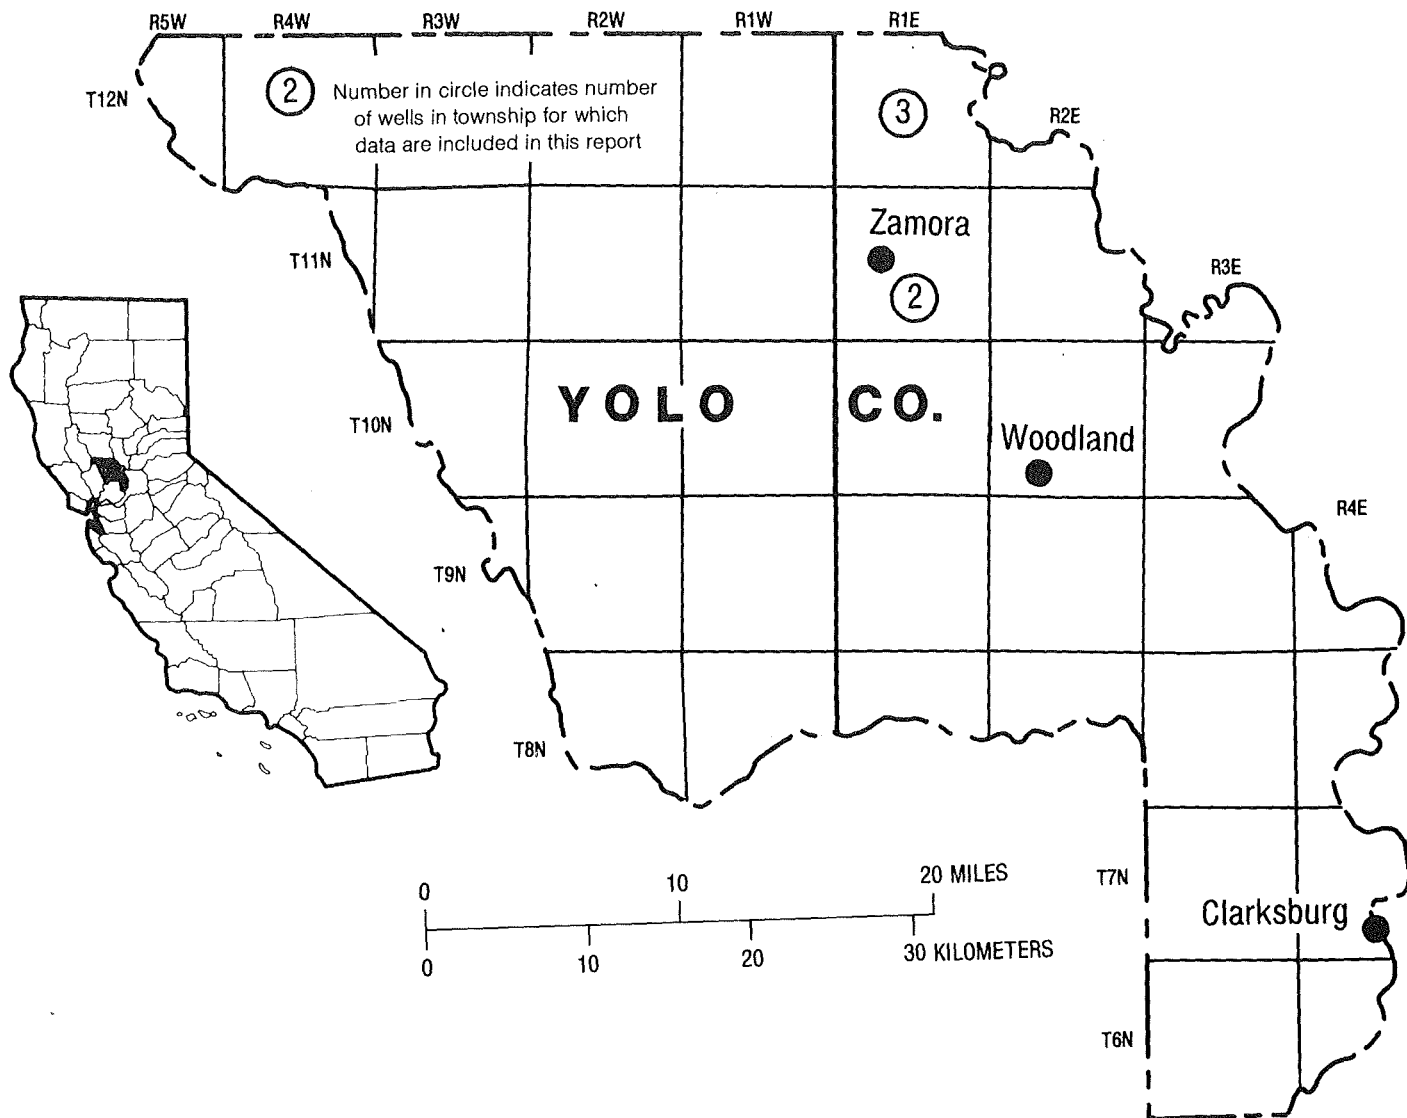 R5W R4W R3W R2W R1W R1E
T12N
2 Number in circle indicates number
of wells in township for which
data are included in this report
3
R2E
Zamora
2
T11N
R3E
YOLO CO.
T10N
Woodland
R4E
T9N
T8N
0 10 20 MILES
0 10 20 30 KILOMETERS
T7N
Clarksburg
T6N